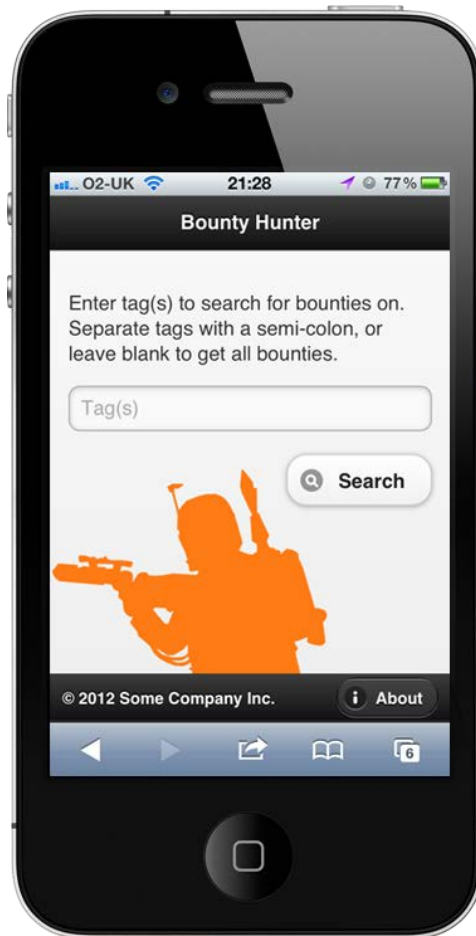 O2-UK 21:28 77%
Bounty Hunter
Enter tag(s) to search for bounties on.
Separate tags with a semi-colon, or
leave blank to get all bounties.
Tag(s)
Search
© 2012 Some Company Inc. i About
6